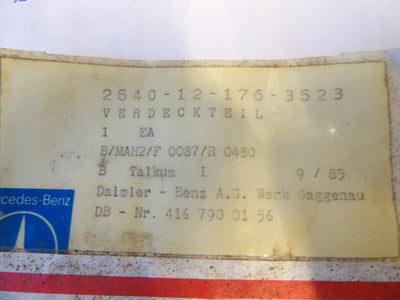 2540-12-176-3523
VERDECKTEIL
1 EA
B/MAH2/F 0087/R 0480
B Talkum I 9 / 85
Daimler - Benz A.G. Werk Gaggenau
DB - Nr. 416 790 01 56
rcedes-Benz